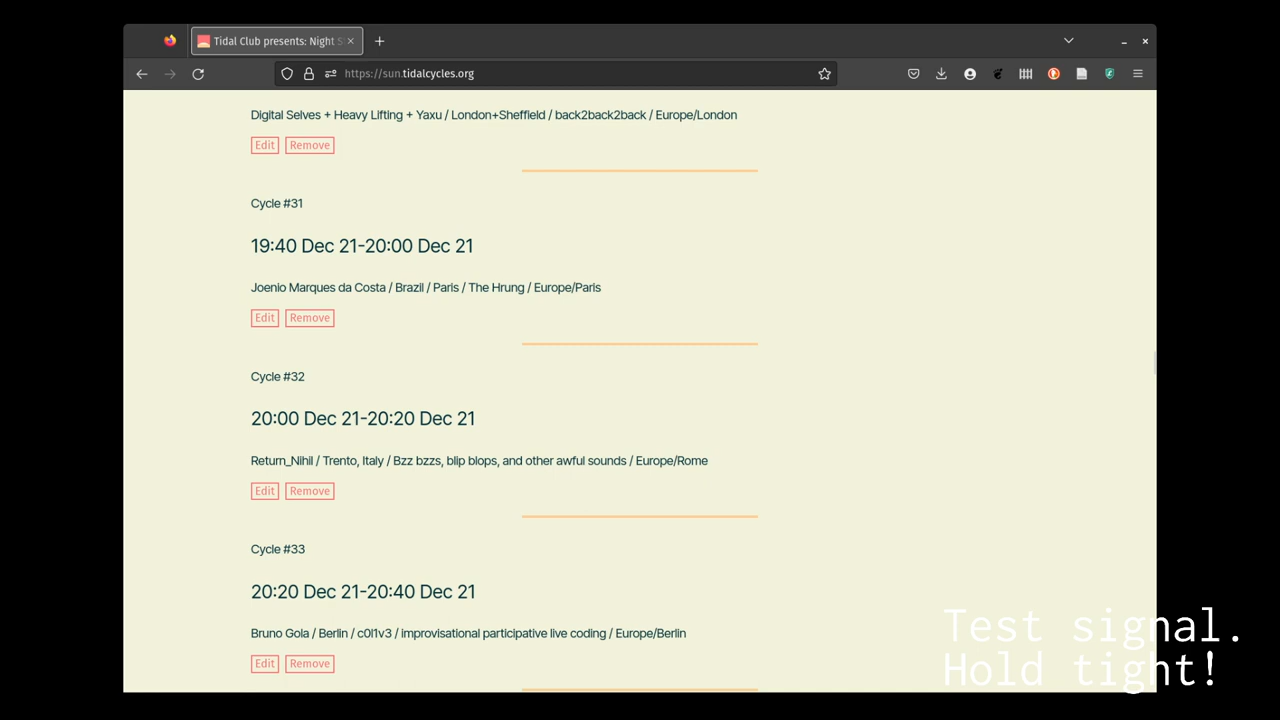 Tidal Club presents: Night S
https://sun.tidalcycles.org
Digital Selves + Heavy Lifting + Yaxu / London+Sheffield / back2back2back / Europe/London
Edit Remove
Cycle #31
19:40 Dec 21-20:00 Dec 21
Joenio Marques da Costa / Brazil / Paris / The Hrung / Europe/Paris
Edit Remove
Cycle #32
20:00 Dec 21-20:20 Dec 21
Return_Nihil / Trento, Italy / Bzz bzzs, blip blops, and other awful sounds / Europe/Rome
Edit Remove
Cycle #33
20:20 Dec 21-20:40 Dec 21
Bruno Gola / Berlin / c0l1v3 / improvisational participative live coding / Europe/Berlin
Edit Remove
Test signal.
Hold tight!